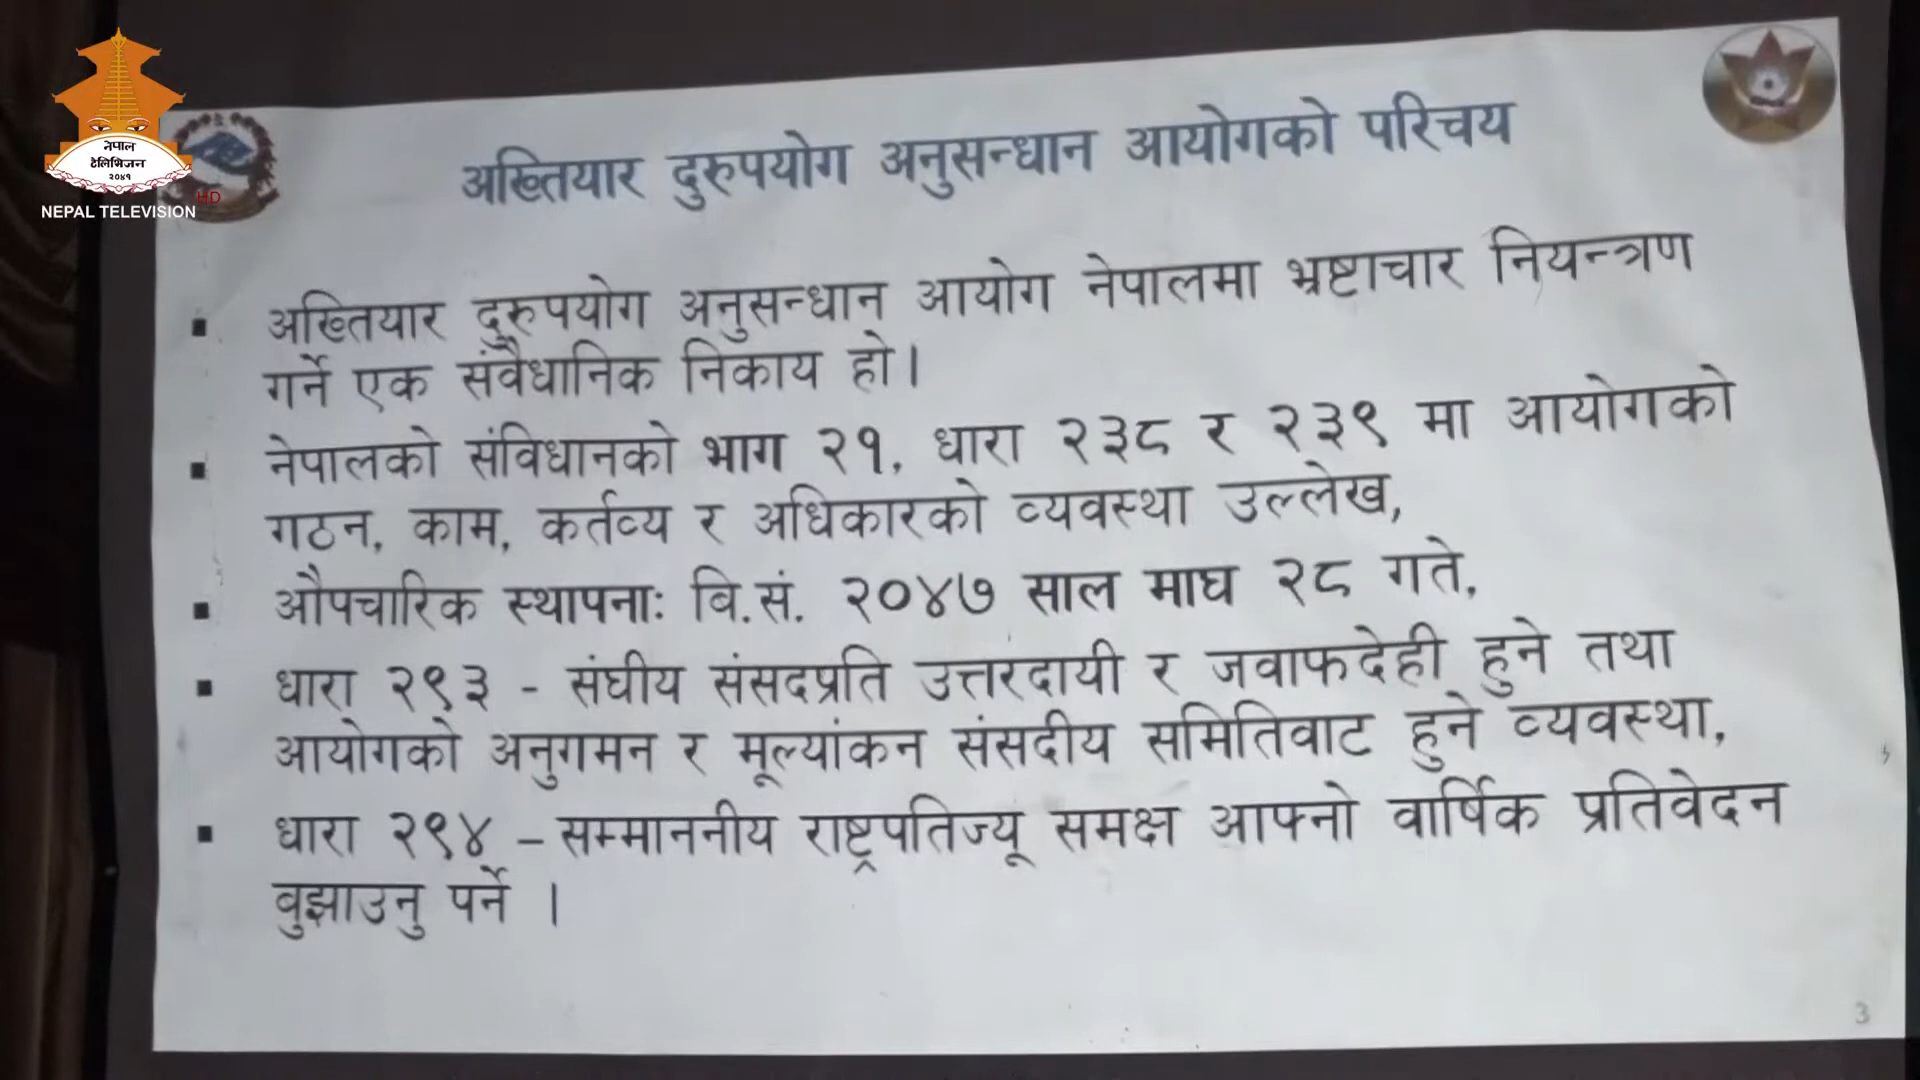 नेपाल
टेलिभिजन
२०४१
HD
NEPAL TELEVISION
अख्तियार दुरुपयोग अनुसन्धान आयोगको परिचय
▪ अख्तियार दुरुपयोग अनुसन्धान आयोग नेपालमा भ्रष्टाचार नियन्त्रण
गर्ने एक संवैधानिक निकाय हो।
▪ नेपालको संविधानको भाग २१, धारा २३८ र २३९ मा आयोगको
गठन, काम, कर्तव्य र अधिकारको व्यवस्था उल्लेख,
▪ औपचारिक स्थापनाः वि.सं. २०४७ साल माघ २८ गते,
▪ धारा २९३ - संघीय संसदप्रति उत्तरदायी र जवाफदेही हुने तथा
आयोगको अनुगमन र मूल्यांकन संसदीय समितिवाट हुने व्यवस्था,
▪ धारा २९४ – सम्माननीय राष्ट्रपतिज्यू समक्ष आफ्नो वार्षिक प्रतिवेदन
वुझाउनु पर्ने ।
3